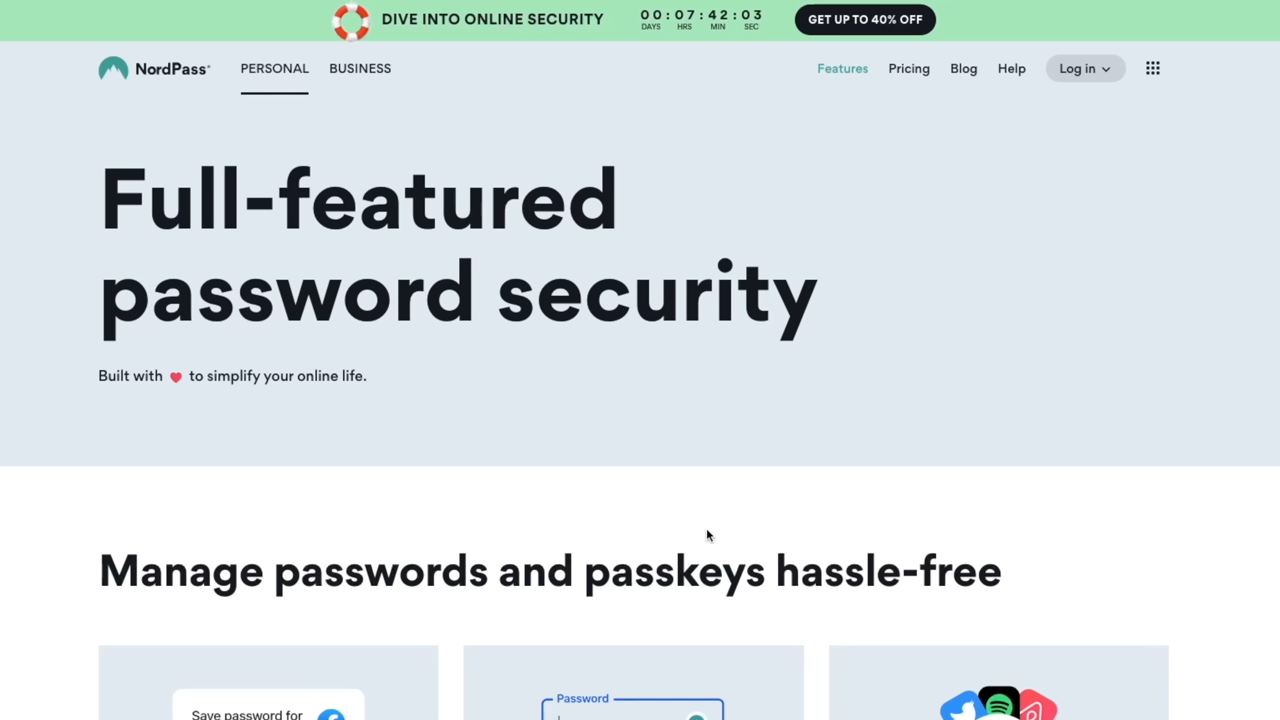 DIVE INTO ONLINE SECURITY
00:07:42:03
DAYS HRS MIN SEC
GET UP TO 40% OFF
NordPass®
PERSONAL
BUSINESS
Features
Pricing
Blog
Help
Log in
Full-featured
password security
Built with ❤ to simplify your online life.
Manage passwords and passkeys hassle-free
Save password for
Password